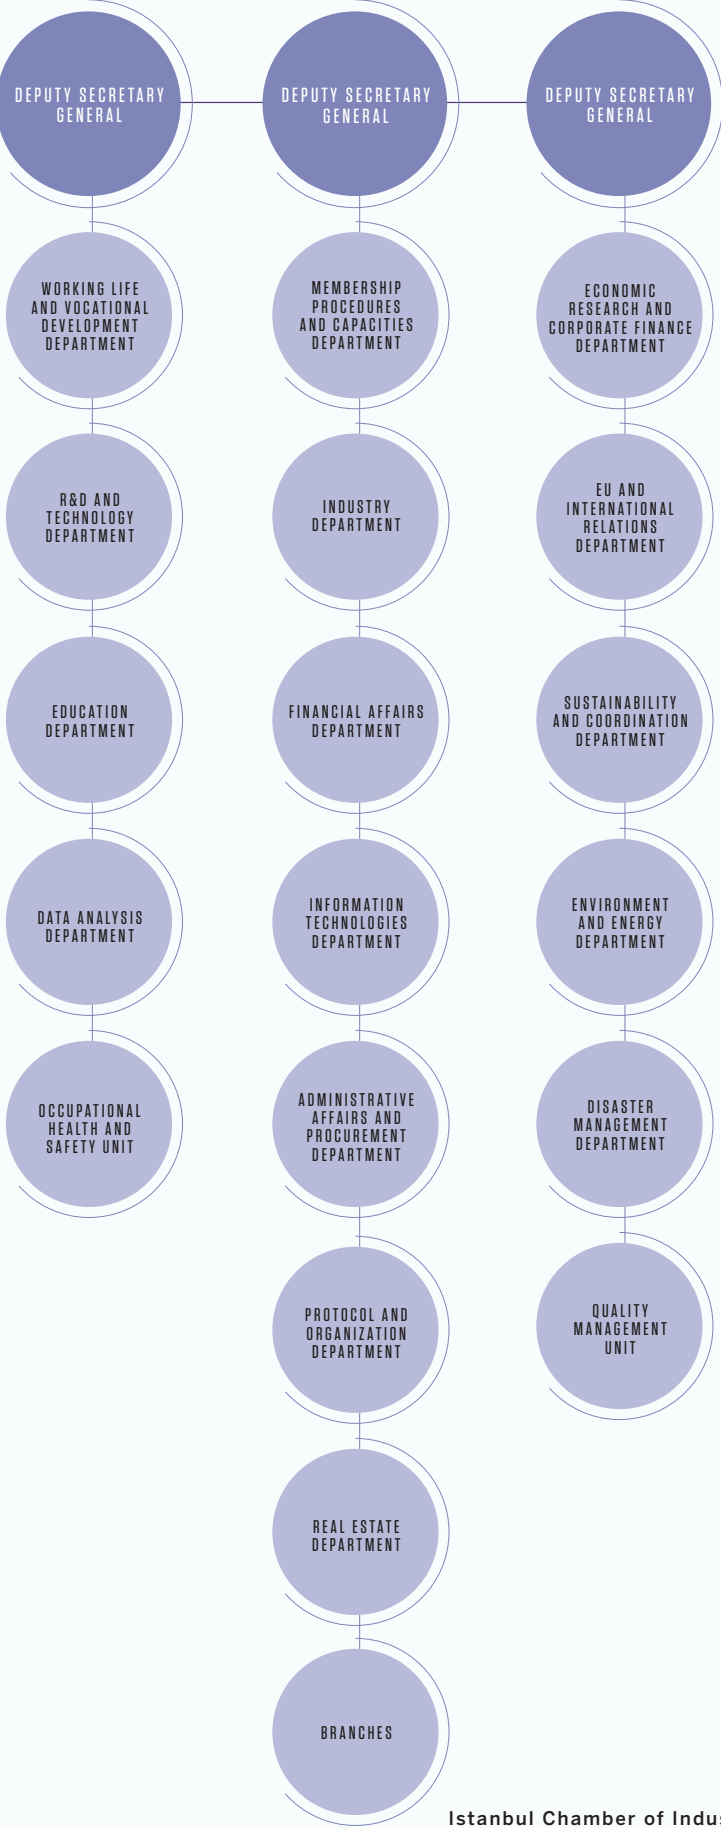 DEPUTY SECRETARY
GENERAL
WORKING LIFE
AND VOCATIONAL
DEVELOPMENT
DEPARTMENT
R&D AND
TECHNOLOGY
DEPARTMENT
EDUCATION
DEPARTMENT
DATA ANALYSIS
DEPARTMENT
OCCUPATIONAL
HEALTH AND
SAFETY UNIT
DEPUTY SECRETARY
GENERAL
MEMBERSHIP
PROCEDURES
AND CAPACITIES
DEPARTMENT
INDUSTRY
DEPARTMENT
FINANCIAL AFFAIRS
DEPARTMENT
INFORMATION
TECHNOLOGIES
DEPARTMENT
ADMINISTRATIVE
AFFAIRS AND
PROCUREMENT
DEPARTMENT
PROTOCOL AND
ORGANIZATION
DEPARTMENT
REAL ESTATE
DEPARTMENT
BRANCHES
DEPUTY SECRETARY
GENERAL
ECONOMIC
RESEARCH AND
CORPORATE FINANCE
DEPARTMENT
EU AND
INTERNATIONAL
RELATIONS
DEPARTMENT
SUSTAINABILITY
AND COORDINATION
DEPARTMENT
ENVIRONMENT
AND ENERGY
DEPARTMENT
DISASTER
MANAGEMENT
DEPARTMENT
QUALITY
MANAGEMENT
UNIT
Istanbul Chamber of